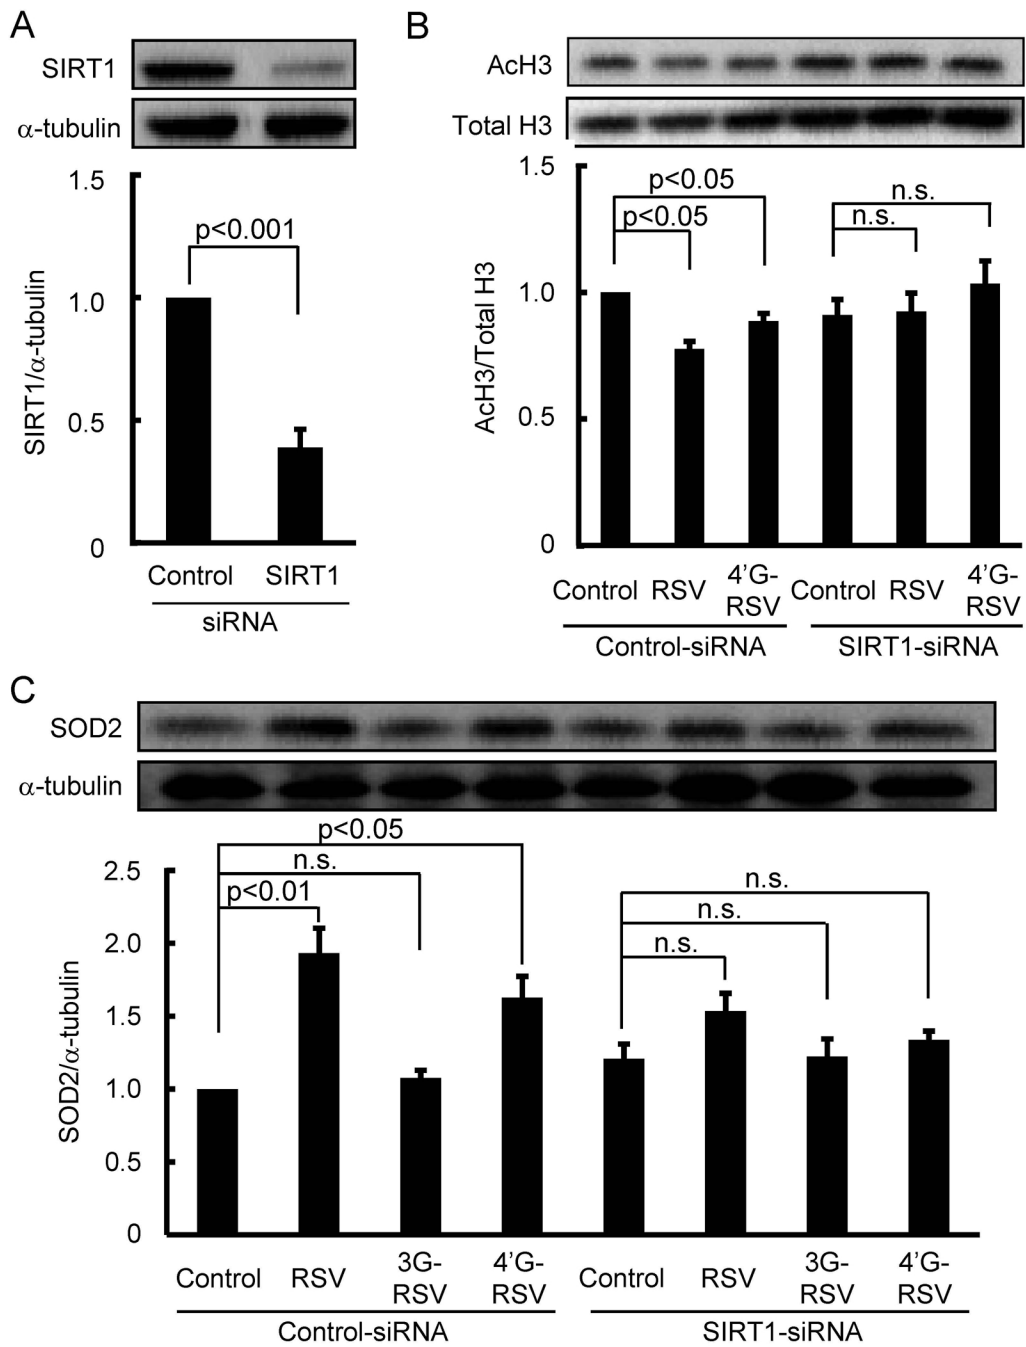 A
SIRT1
α-tubulin
1.5
1.0
0.5
0
SIRT1/α-tubulin
p<0.001
Control SIRT1
siRNA
B
AcH3
Total H3
1.5
1.0
0.5
0
AcH3/Total H3
p<0.05
p<0.05
n.s.
n.s.
Control RSV 4’G-RSV Control RSV 4’G-RSV
Control-siRNA SIRT1-siRNA
C
SOD2
α-tubulin
2.5
2.0
1.5
1.0
0.5
0
SOD2/α-tubulin
p<0.05
n.s.
p<0.01
n.s.
n.s.
n.s.
Control RSV 3G-RSV 4’G-RSV Control RSV 3G-RSV 4’G-RSV
Control-siRNA SIRT1-siRNA